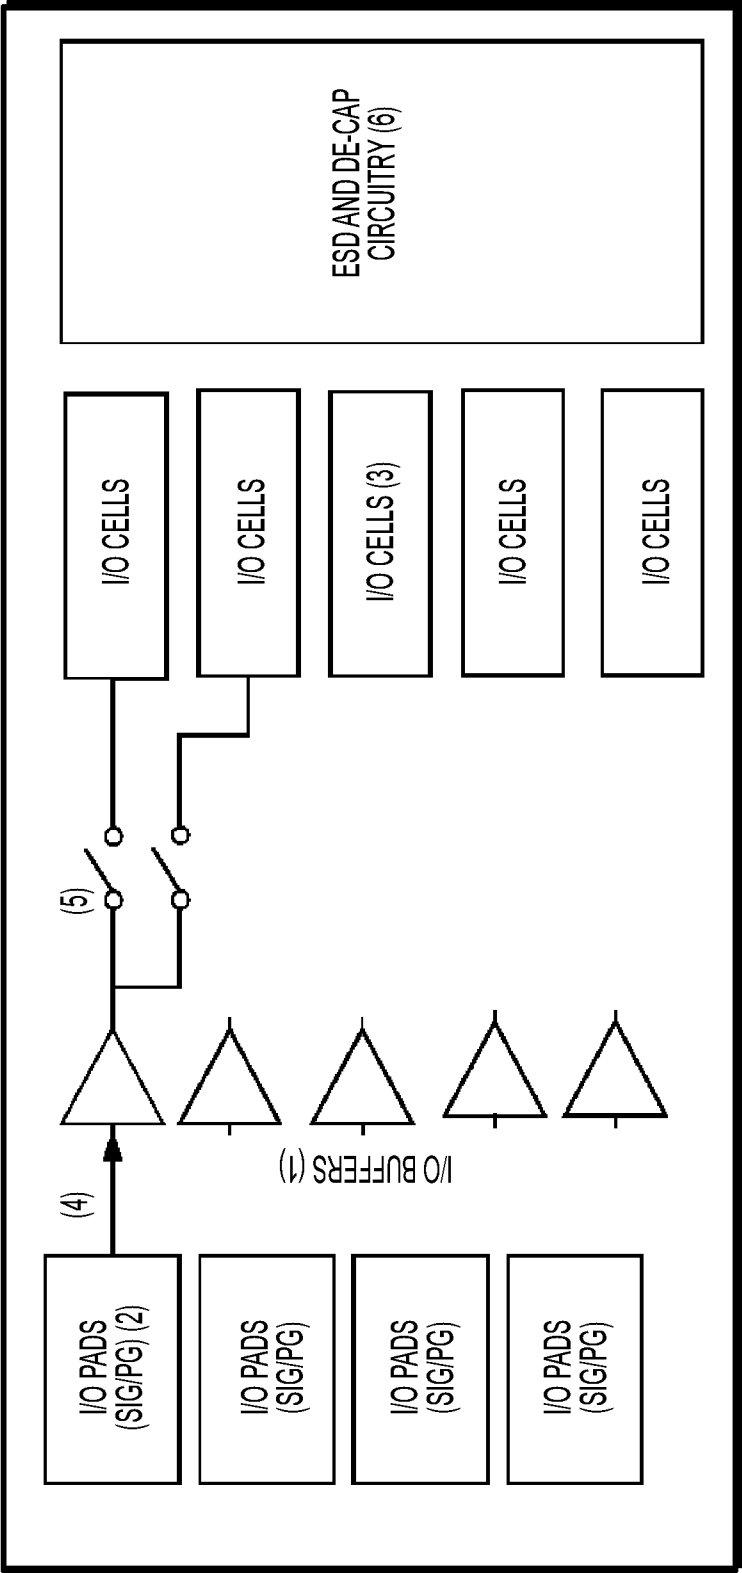 ESD AND DE-CAP
CIRCUITRY (6)
I/O CELLS
I/O CELLS
I/O CELLS (3)
I/O CELLS
I/O CELLS
(5)
I/O BUFFERS (1)
(4)
I/O PADS
(SIG/PG) (2)
I/O PADS
(SIG/PG)
I/O PADS
(SIG/PG)
I/O PADS
(SIG/PG)